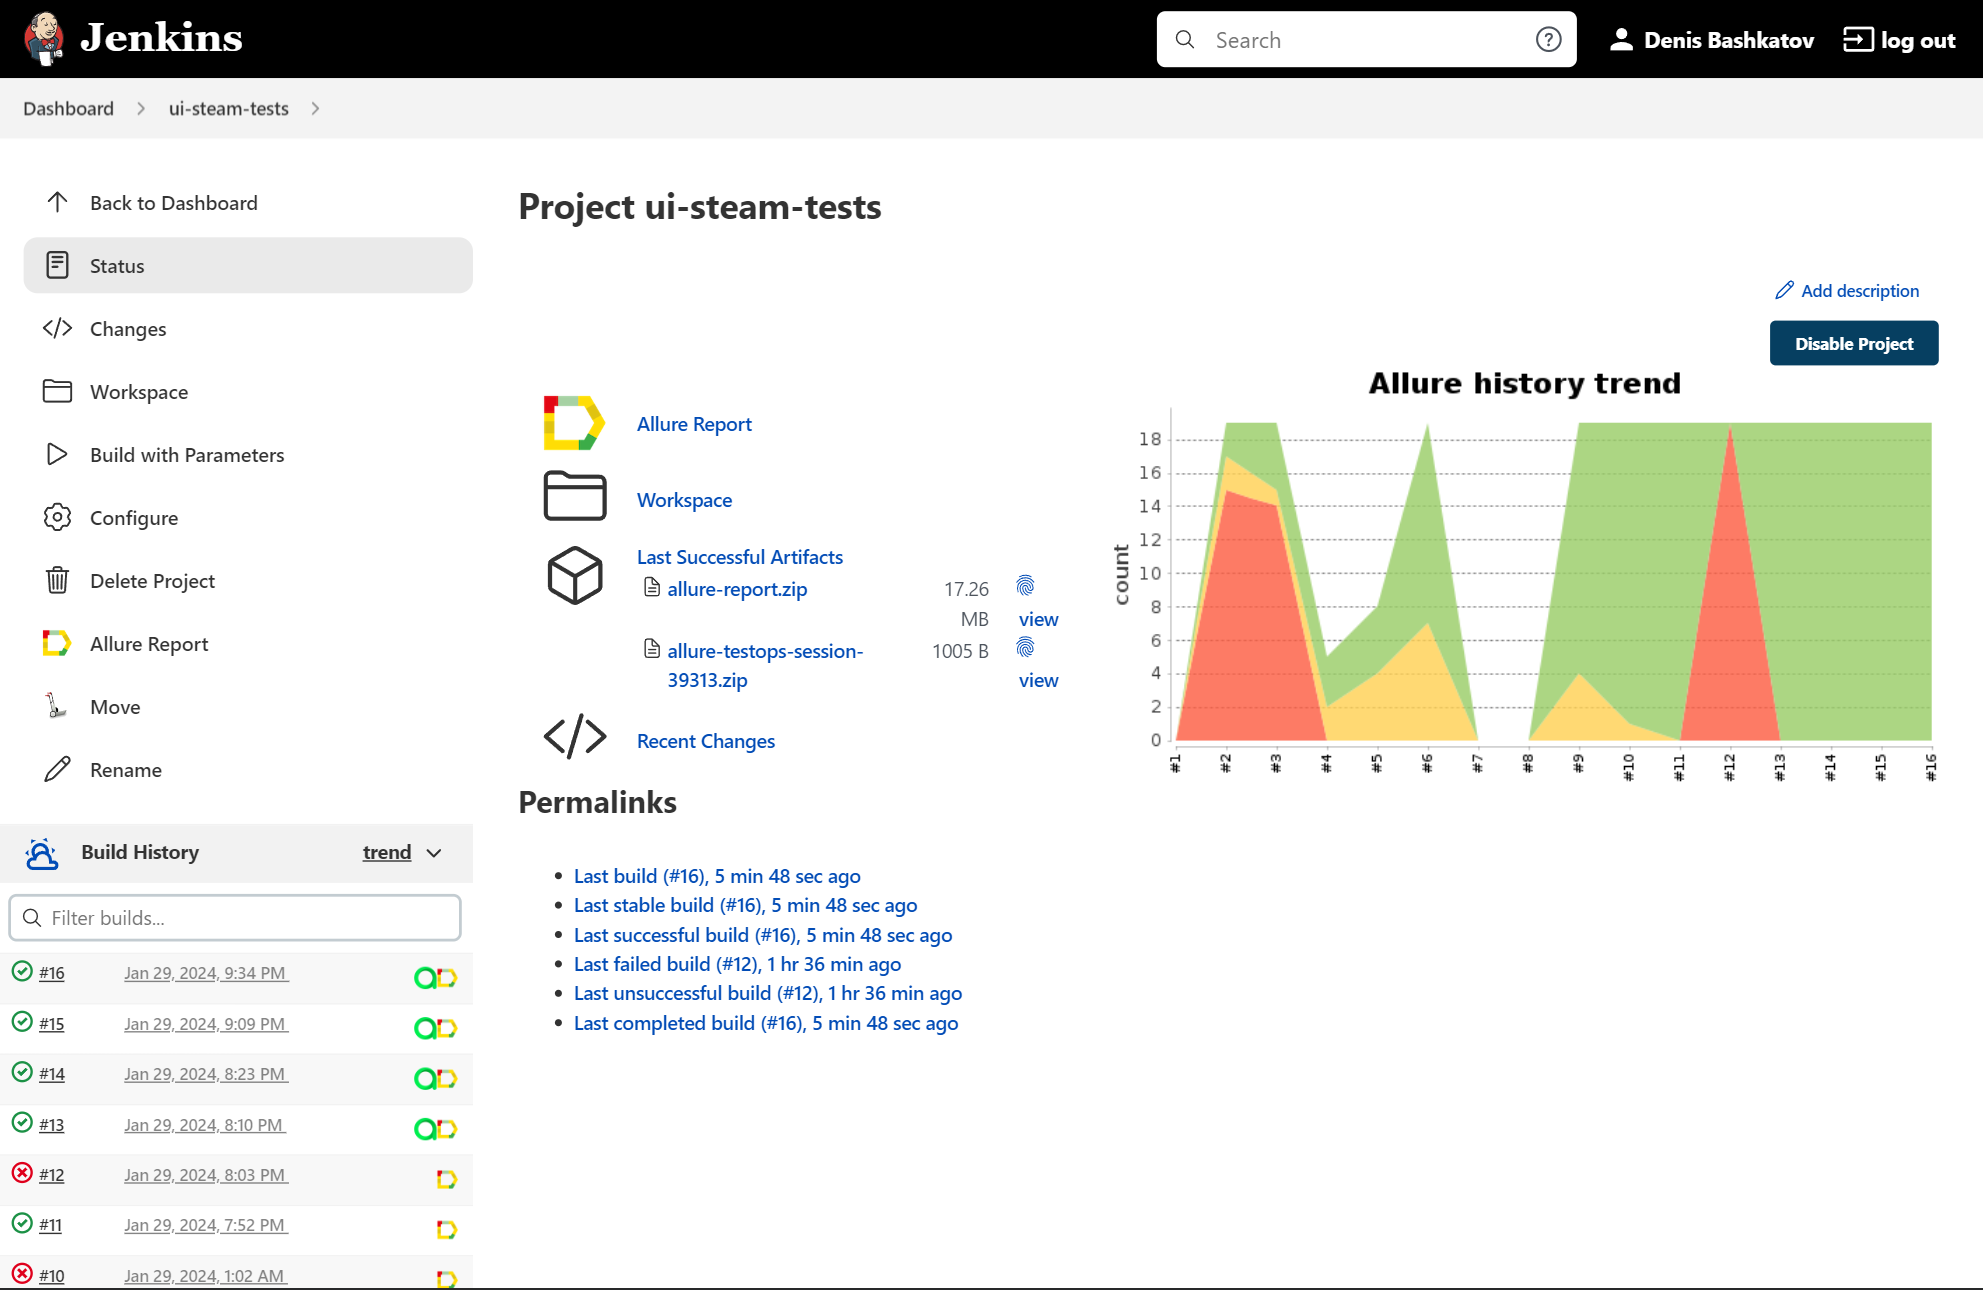 Jenkins
Search
Denis Bashkatov
log out
Dashboard
ui-steam-tests
Back to Dashboard
Status
Changes
Workspace
Build with Parameters
Configure
Delete Project
Allure Report
Move
Rename
Build History
trend
Filter builds...
#16 Jan 29, 2024, 9:34 PM
#15 Jan 29, 2024, 9:09 PM
#14 Jan 29, 2024, 8:23 PM
#13 Jan 29, 2024, 8:10 PM
#12 Jan 29, 2024, 8:03 PM
#11 Jan 29, 2024, 7:52 PM
#10 Jan 29, 2024, 1:02 AM
Project ui-steam-tests
Add description
Disable Project
Allure Report
Workspace
Last Successful Artifacts
allure-report.zip 17.26
MB view
allure-testops-session- 1005 B
39313.zip view
Recent Changes
Allure history trend
count
18
16
14
12
10
8
6
4
2
0
#1 #2 #3 #4 #5 #6 #7 #8 #9 #10 #11 #12 #13 #14 #15 #16
Permalinks
Last build (#16), 5 min 48 sec ago
Last stable build (#16), 5 min 48 sec ago
Last successful build (#16), 5 min 48 sec ago
Last failed build (#12), 1 hr 36 min ago
Last unsuccessful build (#12), 1 hr 36 min ago
Last completed build (#16), 5 min 48 sec ago